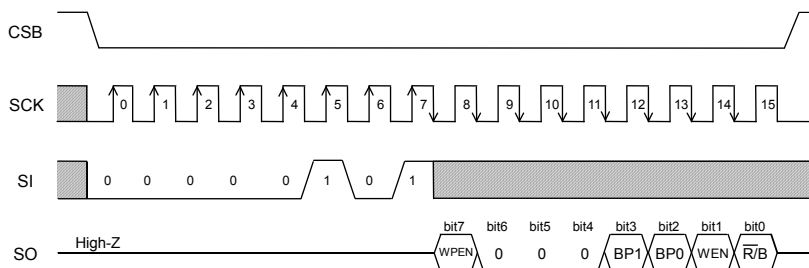 CSB
SCK 0 1 2 3 4 5 6 7 8 9 10 11 12 13 14 15
SI 0 0 0 0 0 1 0 1
bit7 bit6 bit5 bit4 bit3 bit2 bit1 bit0
SO High-Z WPEN 0 0 0 BP1 BP0 WEN R̅/B